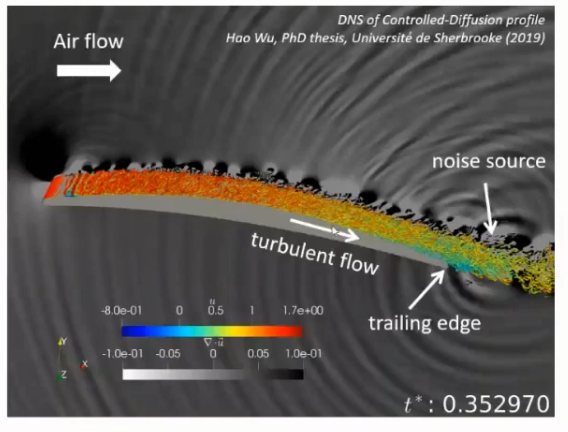 DNS of Controlled-Diffusion profile
Hao Wu, PhD thesis, Université de Sherbrooke (2019)
Air flow
noise source
turbulent flow
trailing edge
u
-8.0e-01 0 0.5 1 1.7e+00
∇·u
-1.0e-01 -0.05 0 0.05 1.0e-01
Y
X
Z
t*: 0.352970